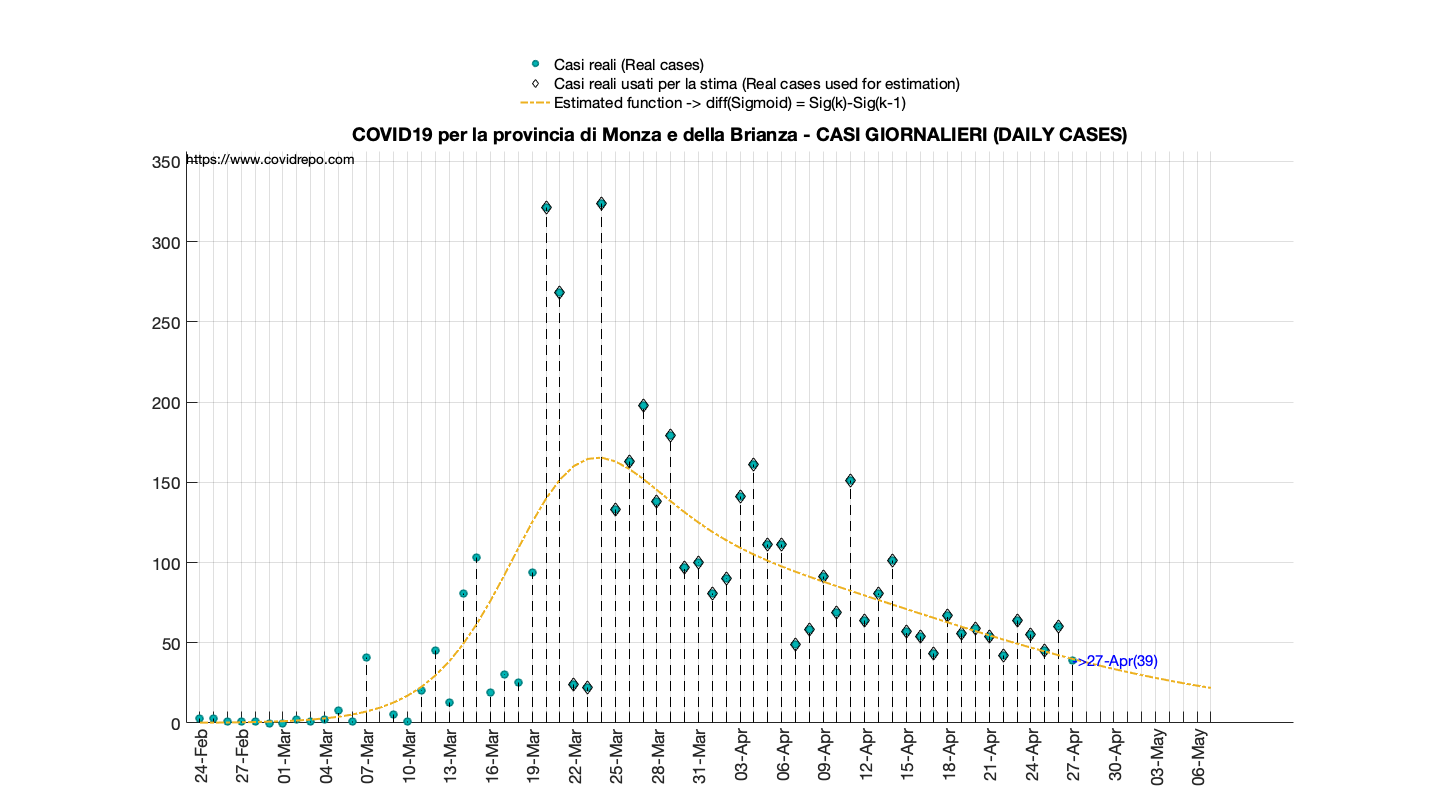 Casi reali (Real cases)
Casi reali usati per la stima (Real cases used for estimation)
Estimated function -> diff(Sigmoid) = Sig(k)-Sig(k-1)
COVID19 per la provincia di Monza e della Brianza - CASI GIORNALIERI (DAILY CASES)
https://www.covidrepo.com
350
300
250
200
150
100
50
0
>27-Apr(39)
24-Feb
27-Feb
01-Mar
04-Mar
07-Mar
10-Mar
13-Mar
16-Mar
19-Mar
22-Mar
25-Mar
28-Mar
31-Mar
03-Apr
06-Apr
09-Apr
12-Apr
15-Apr
18-Apr
21-Apr
24-Apr
27-Apr
30-Apr
03-May
06-May